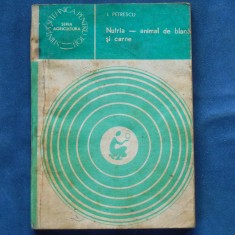 I. PETRESCU
Nutria — animal de blană
și carne
SERIA
AGRICULTURA